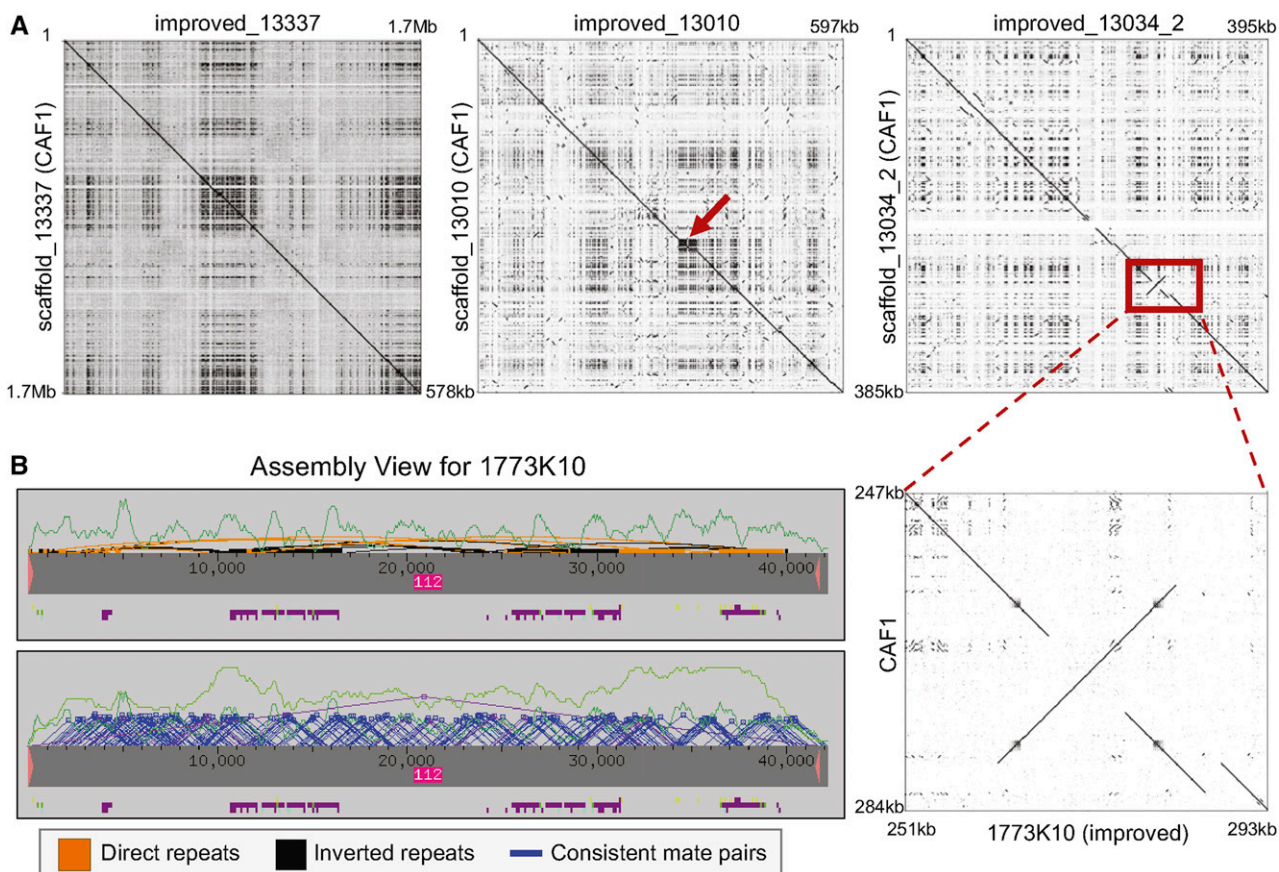 A
improved_13337
1
1.7Mb
scaffold_13337 (CAF1)
1.7Mb
improved_13010
1
597kb
scaffold_13010 (CAF1)
578kb
improved_13034_2
1
395kb
scaffold_13034_2 (CAF1)
385kb
B
Assembly View for 1773K10
10,000 20,000 30,000 40,000
112
10,000 20,000 30,000 40,000
112
Direct repeats Inverted repeats Consistent mate pairs
247kb
CAF1
284kb
251kb 1773K10 (improved) 293kb